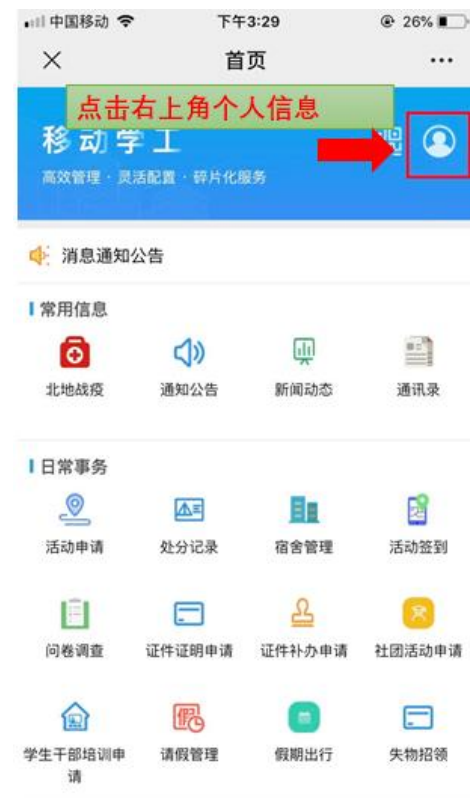 中国移动 下午3:29 26%
首页
点击右上角个人信息
移动学工
高效管理 · 灵活配置 · 碎片化服务
消息通知公告
常用信息
北地战疫 通知公告 新闻动态 通讯录
日常事务
活动申请 处分记录 宿舍管理 活动签到
问卷调查 证件证明申请 证件补办申请 社团活动申请
学生干部培训申 请假管理 假期出行 失物招领
请